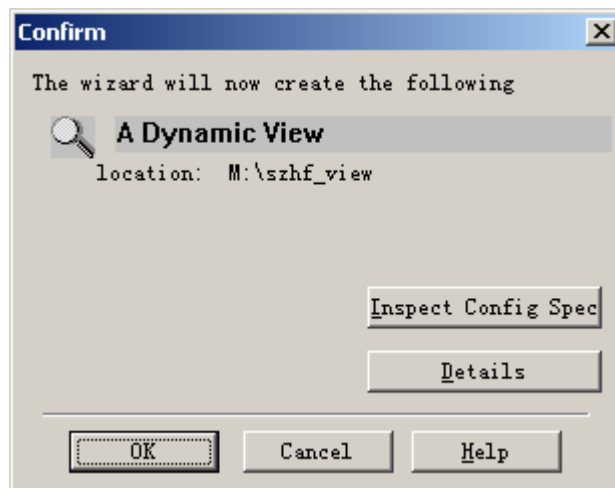 Confirm
The wizard will now create the following
A Dynamic View
location: M:\szhf_view
Inspect Config Spec
Details
OK
Cancel
Help